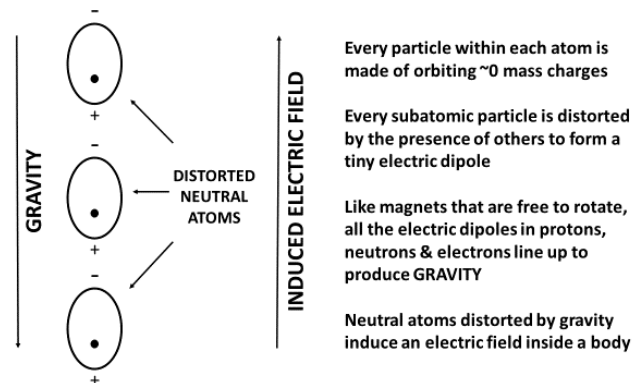 −
+
−
+
−
+
GRAVITY
DISTORTED
NEUTRAL
ATOMS
INDUCED ELECTRIC FIELD
Every particle within each atom is
made of orbiting ~0 mass charges
Every subatomic particle is distorted
by the presence of others to form a
tiny electric dipole
Like magnets that are free to rotate,
all the electric dipoles in protons,
neutrons & electrons line up to
produce GRAVITY
Neutral atoms distorted by gravity
induce an electric field inside a body